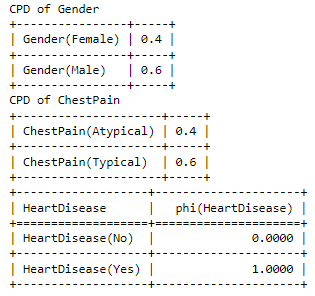 CPD of Gender
+----------------+-----+
| Gender(Female) | 0.4 |
+----------------+-----+
| Gender(Male)   | 0.6 |
+----------------+-----+
CPD of ChestPain
+---------------------+-----+
| ChestPain(Atypical) | 0.4 |
+---------------------+-----+
| ChestPain(Typical)  | 0.6 |
+---------------------+-----+
+-------------------+---------------------+
| HeartDisease      |   phi(HeartDisease) |
+===================+=====================+
| HeartDisease(No)  |              0.0000 |
+-------------------+---------------------+
| HeartDisease(Yes) |              1.0000 |
+-------------------+---------------------+